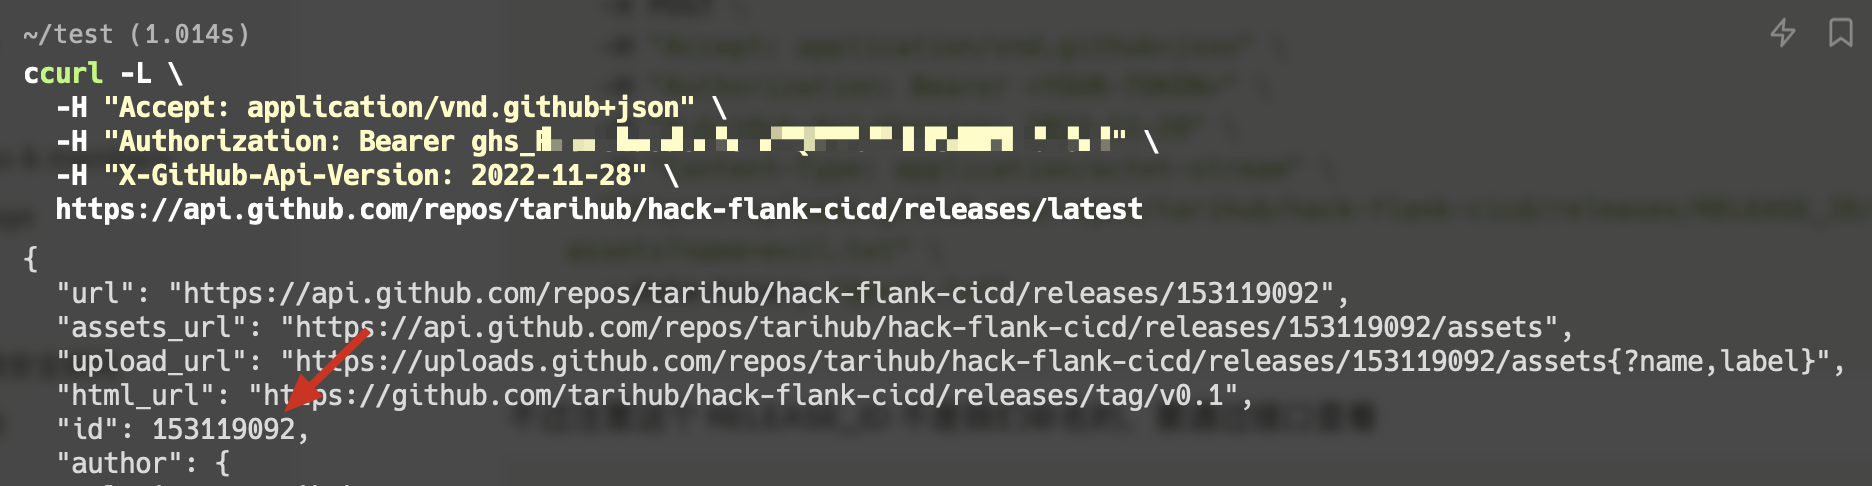 ~/test (1.014s)
ccurl -L \
-H "Accept: application/vnd.github+json" \
-H "Authorization: Bearer ghs_" \
-H "X-GitHub-Api-Version: 2022-11-28" \
https://api.github.com/repos/tarihub/hack-flank-cicd/releases/latest
{
"url": "https://api.github.com/repos/tarihub/hack-flank-cicd/releases/153119092",
"assets_url": "https://api.github.com/repos/tarihub/hack-flank-cicd/releases/153119092/assets",
"upload_url": "https://uploads.github.com/repos/tarihub/hack-flank-cicd/releases/153119092/assets{?name,label}",
"html_url": "https://github.com/tarihub/hack-flank-cicd/releases/tag/v0.1",
"id": 153119092,
"author": {